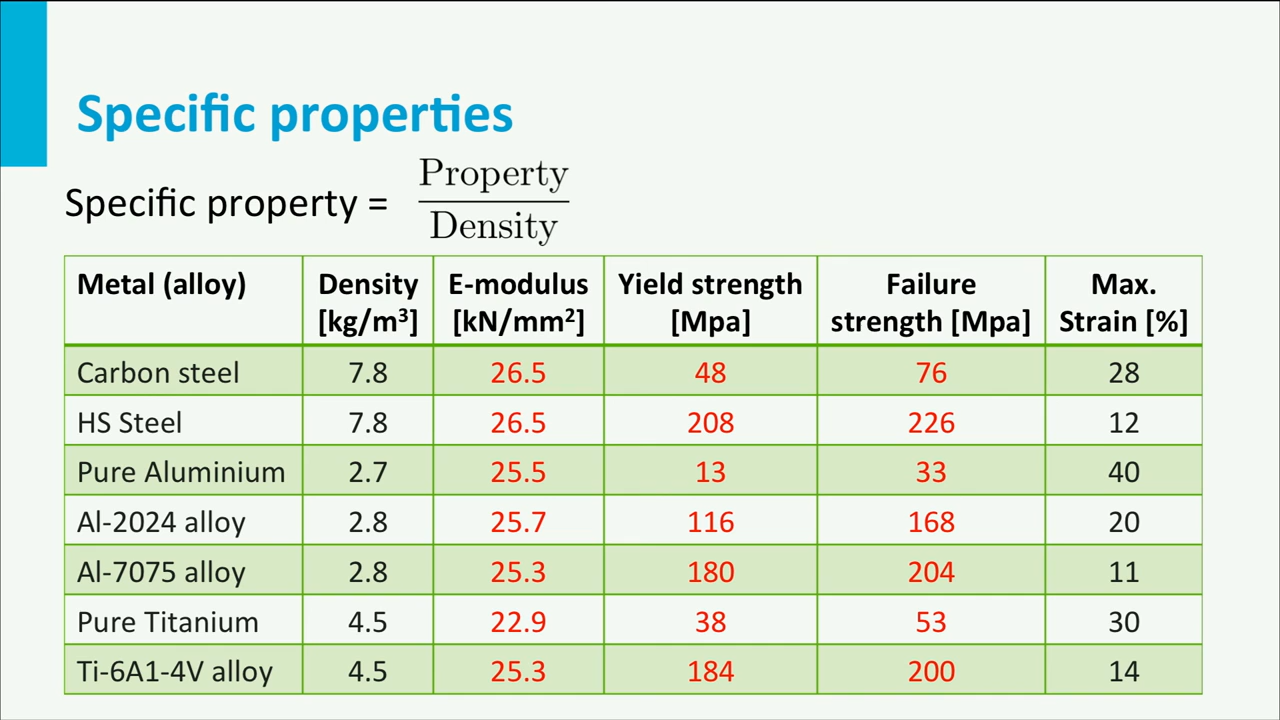 Specific properties
Specific property = Property / Density
Metal (alloy) Density [kg/m³] E-modulus [kN/mm²] Yield strength [Mpa] Failure strength [Mpa] Max. Strain [%]
Carbon steel 7.8 26.5 48 76 28
HS Steel 7.8 26.5 208 226 12
Pure Aluminium 2.7 25.5 13 33 40
Al-2024 alloy 2.8 25.7 116 168 20
Al-7075 alloy 2.8 25.3 180 204 11
Pure Titanium 4.5 22.9 38 53 30
Ti-6A1-4V alloy 4.5 25.3 184 200 14